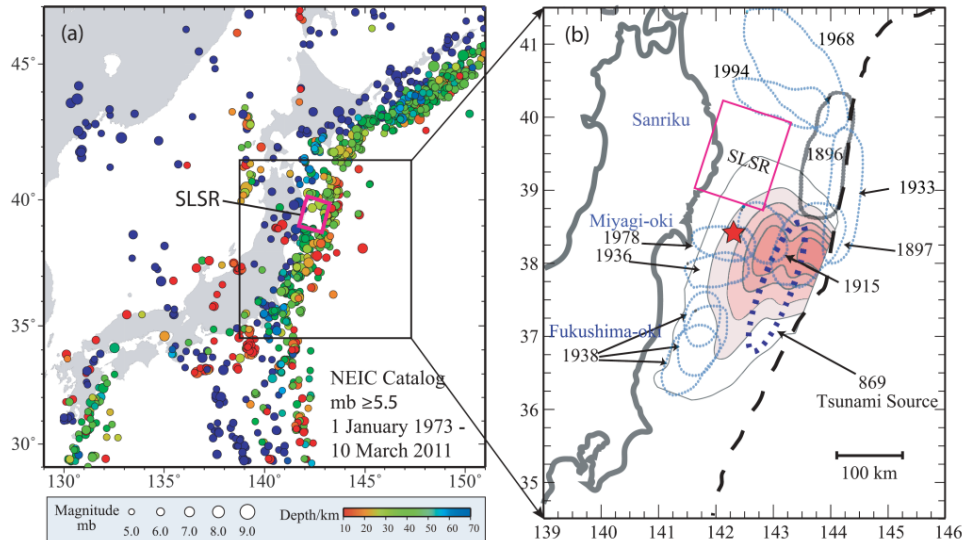 (a)
45°
40°
35°
30°
130°
135°
140°
145°
150°
SLSR
NEIC Catalog
mb ≥5.5
1 January 1973 -
10 March 2011
Magnitude
mb
5.0 6.0 7.0 8.0 9.0
Depth/km
10 20 30 40 50 60 70
(b)
41
40
39
38
37
36
35
139 140 141 142 143 144 145 146
1968
1994
Sanriku
SLSR
1896
1933
Miyagi-oki
1978
1936
1897
1915
Fukushima-oki
1938
869
Tsunami Source
100 km